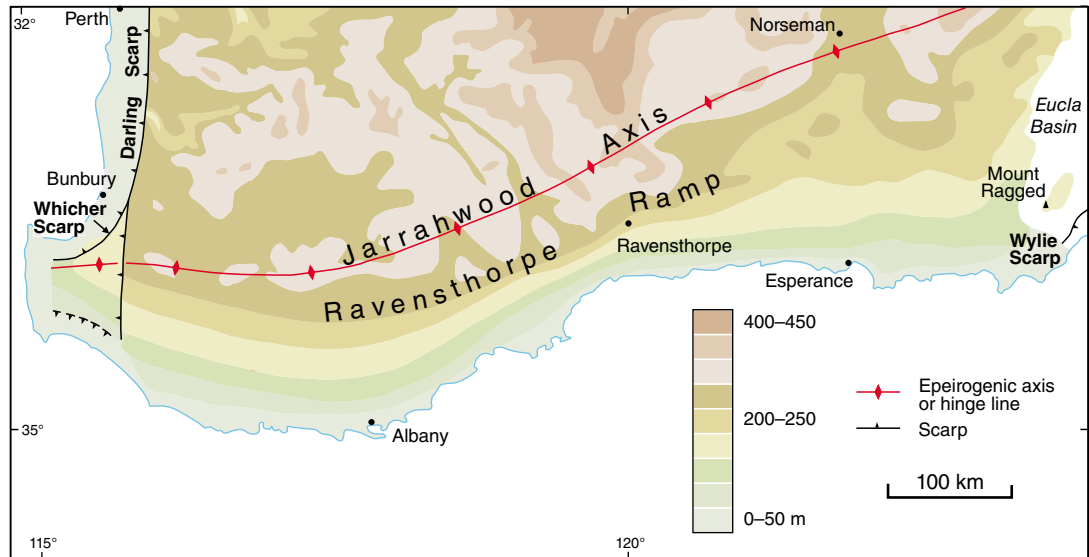 32°
Perth
Darling Scarp
Norseman
Eucla
Basin
Bunbury
Whicher
Scarp
Mount
Ragged
Jarrahwood Axis
Ravensthorpe Ramp
Ravensthorpe
Wylie
Scarp
Esperance
Albany
35°
400–450
200–250
0–50 m
Epeirogenic axis
or hinge line
Scarp
100 km
115°
120°